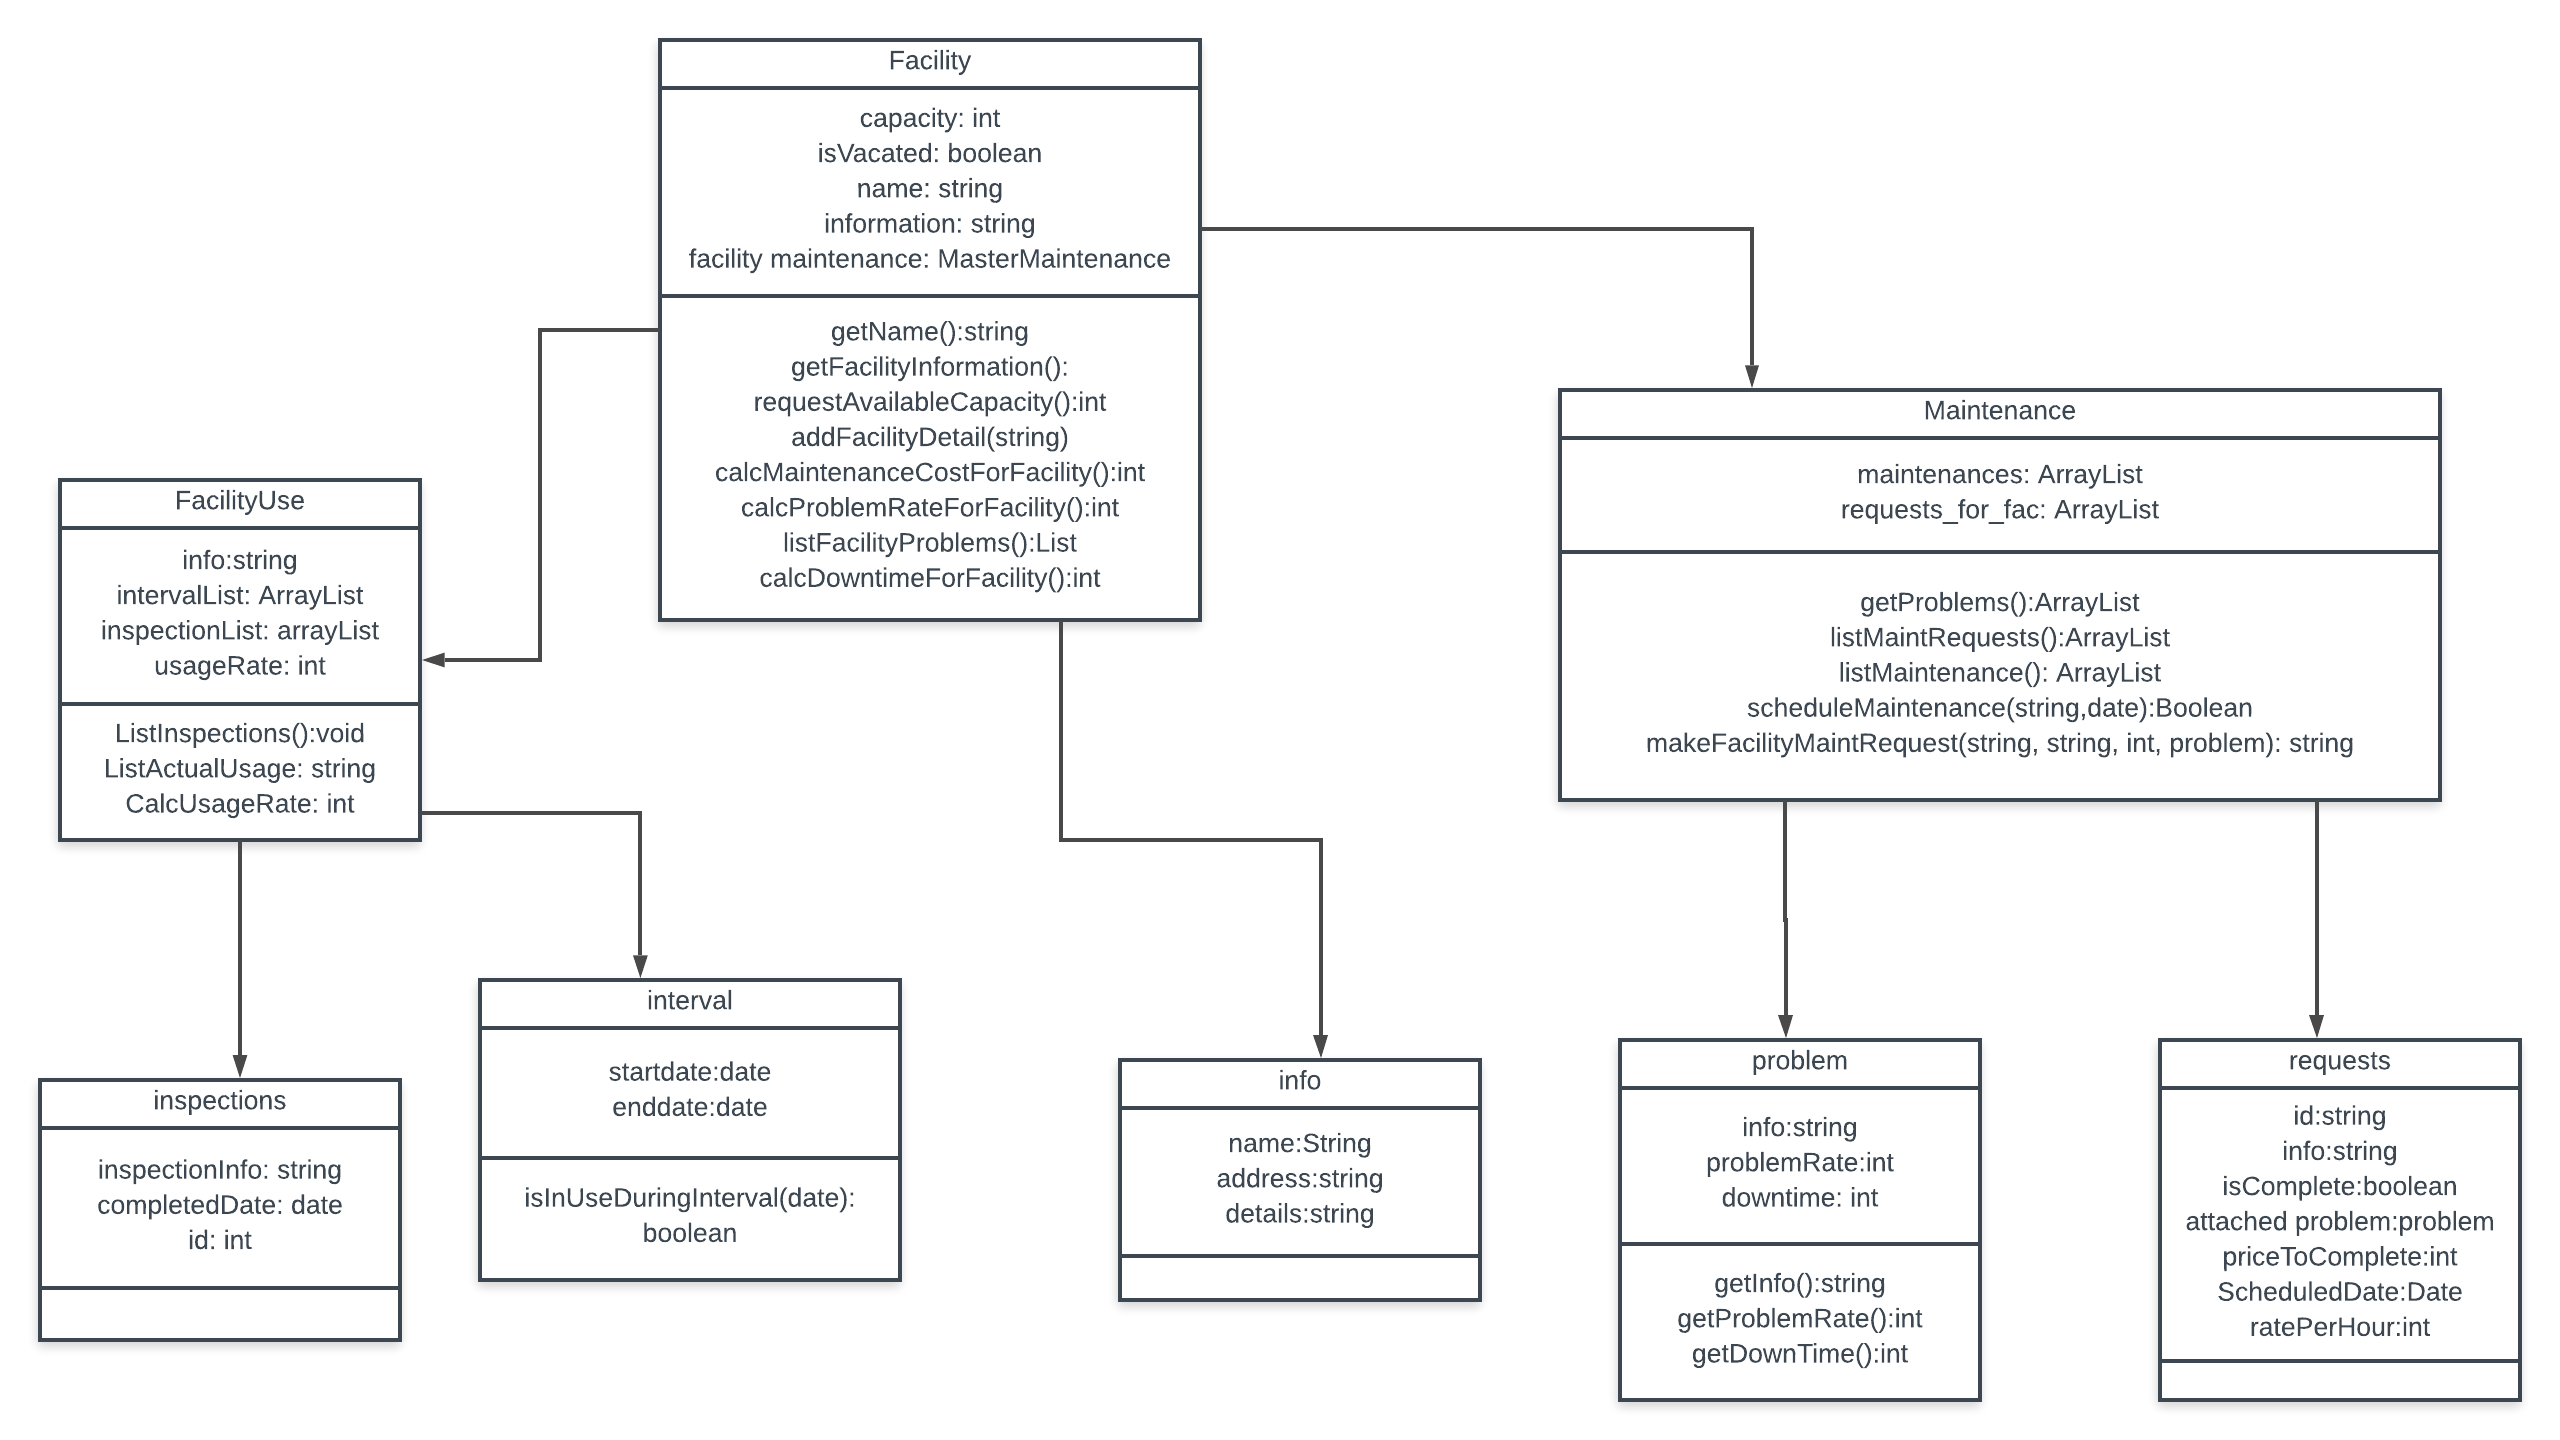 Facility
capacity: int
isVacated: boolean
name: string
information: string
facility maintenance: MasterMaintenance
getName():string
getFacilityInformation():
requestAvailableCapacity():int
addFacilityDetail(string)
calcMaintenanceCostForFacility():int
calcProblemRateForFacility():int
listFacilityProblems():List
calcDowntimeForFacility():int
Maintenance
maintenances: ArrayList
requests_for_fac: ArrayList
getProblems():ArrayList
listMaintRequests():ArrayList
listMaintenance(): ArrayList
scheduleMaintenance(string,date):Boolean
makeFacilityMaintRequest(string, string, int, problem): string
FacilityUse
info:string
intervalList: ArrayList
inspectionList: arrayList
usageRate: int
ListInspections():void
ListActualUsage: string
CalcUsageRate: int
inspections
inspectionInfo: string
completedDate: date
id: int
interval
startdate:date
enddate:date
isInUseDuringInterval(date):
boolean
info
name:String
address:string
details:string
problem
info:string
problemRate:int
downtime: int
getInfo():string
getProblemRate():int
getDownTime():int
requests
id:string
info:string
isComplete:boolean
attached problem:problem
priceToComplete:int
ScheduledDate:Date
ratePerHour:int